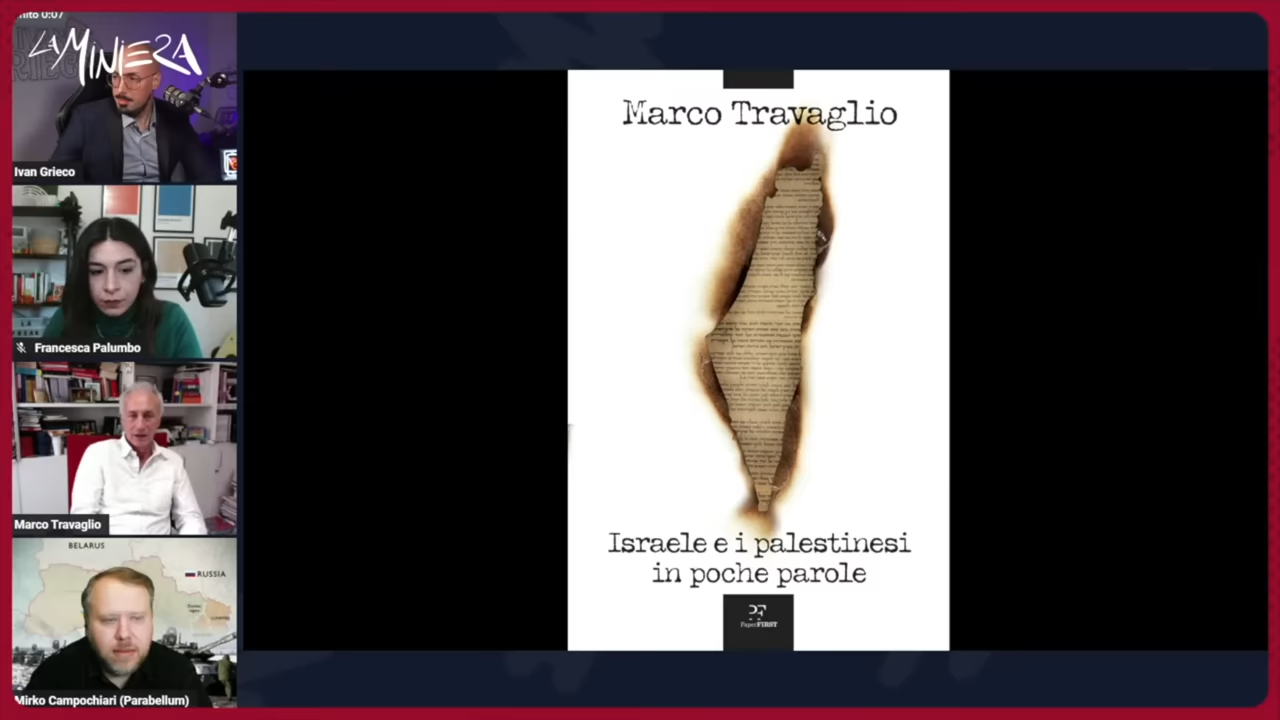 LA MINIERA
Ivan Grieco
Francesca Palumbo
Marco Travaglio
BELARUS
RUSSIA
Mirko Campochiari (Parabellum)
Marco Travaglio
Israele e i palestinesi
in poche parole
PF
PaperFIRST